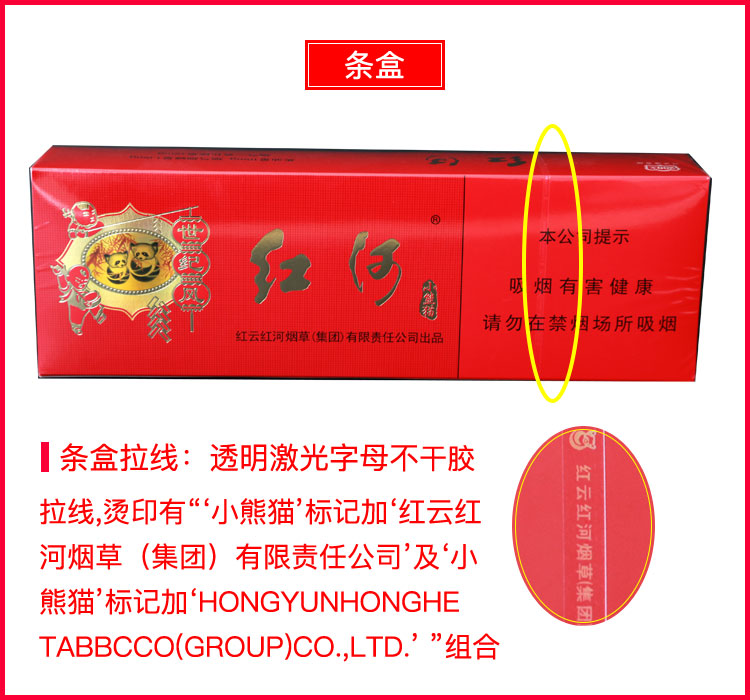 条盒
红河
世纪风
红河
®
小熊猫
红云红河烟草(集团)有限责任公司出品
本公司提示
吸烟有害健康
请勿在禁烟场所吸烟
条盒拉线：透明激光字母不干胶
拉线,烫印有“‘小熊猫’标记加‘红云红
河烟草（集团）有限责任公司’及‘小
熊猫’标记加‘HONGYUNHONGHE
TABBCCO(GROUP)CO.,LTD.’ ”组合
红云红河烟草(集团